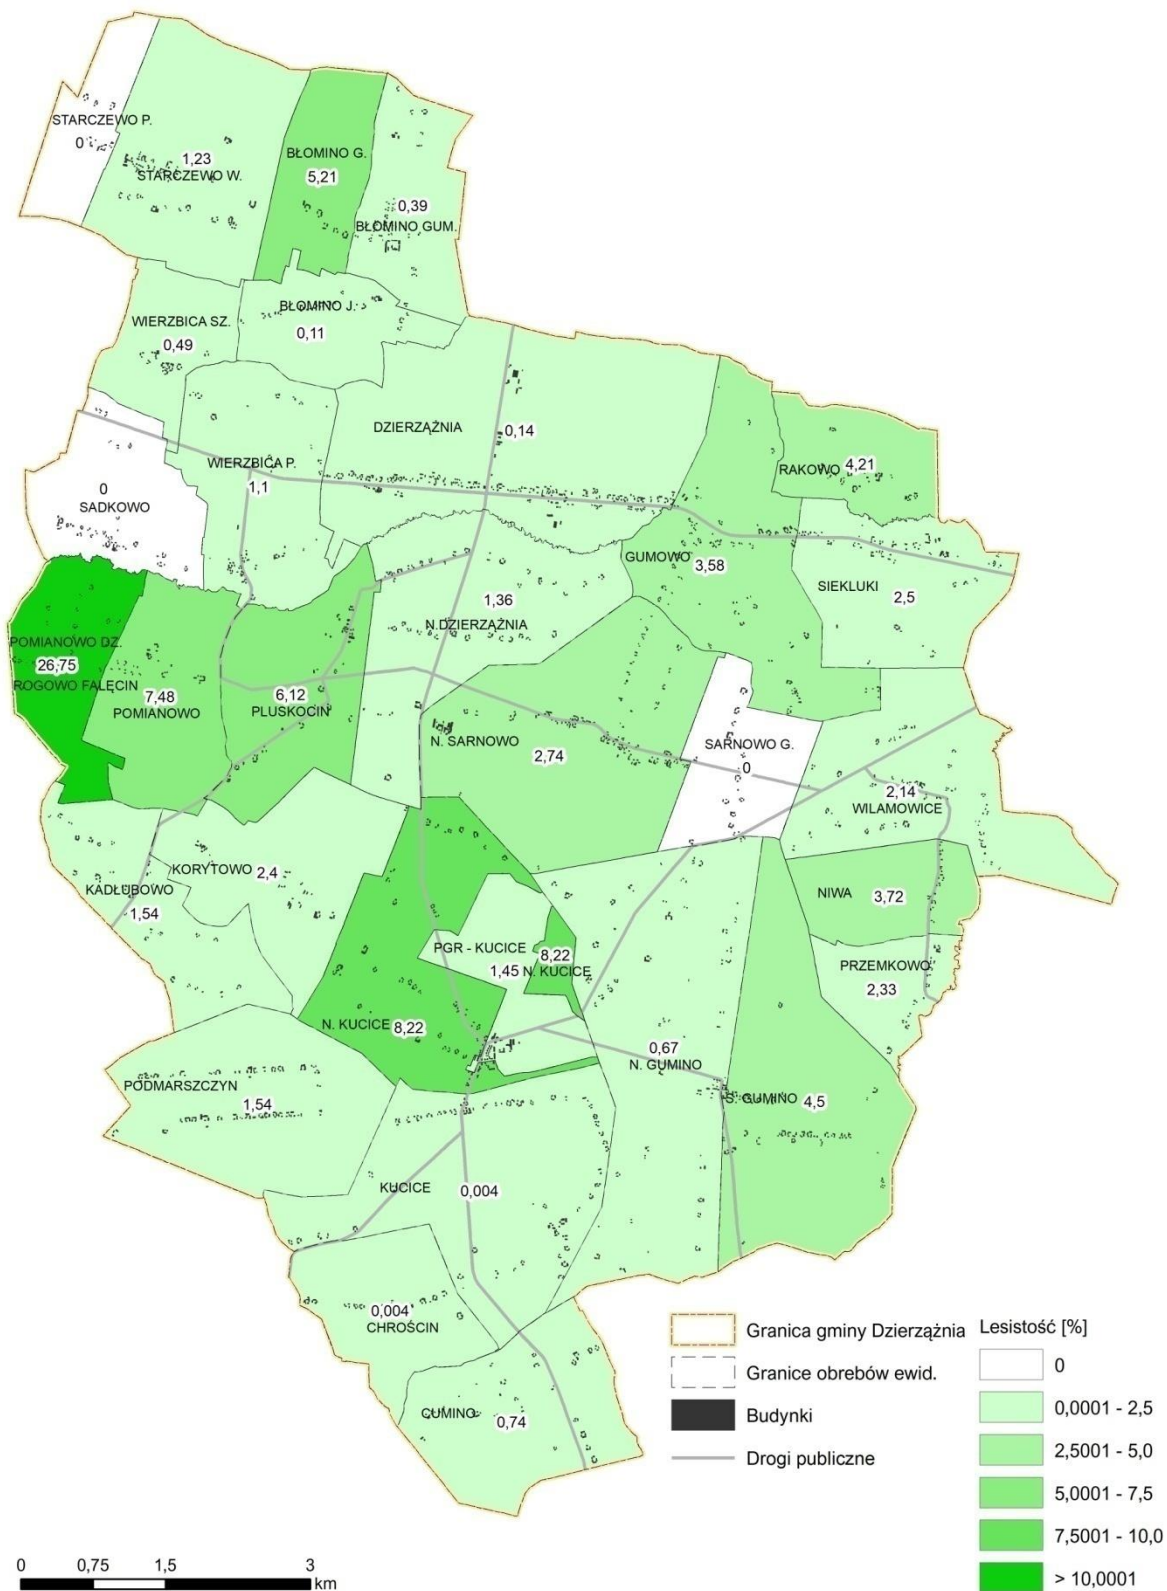 STARCZEWO P.
0
1,23
STARCZEWO W.
BŁOMINO G.
5,21
0,39
BŁOMINO GUM.
WIERZBICA SZ.
0,49
BŁOMINO J.
0,11
DZIERZĄŻNIA
0,14
RAKOWO
4,21
WIERZBICA P.
1,1
0
SADKOWO
GUMOWO
3,58
SIEKLUKI
2,5
1,36
N.DZIERZĄŻNIA
POMIANOWO DZ.
26,75
ROGOWO FALĘCIN
7,48
POMIANOWO
6,12
PLUSKOCIN
N. SARNOWO
2,74
SARNOWO G.
0
2,14
WILAMOWICE
KORYTOWO
2,4
KADŁUBOWO
1,54
NIWA
3,72
PGR - KUCICE
1,45
8,22
N. KUCICE
PRZEMKOWO
2,33
N. KUCICE
8,22
0,67
N. GUMINO
PODMARSZCZYN
1,54
S. GUMINO
4,5
KUCICE
0,004
0,004
CHROŚCIN
CUMINO
0,74
Granica gminy Dzierzążnia
Granice obrębów ewid.
Budynki
Drogi publiczne
Lesistość [%]
0
0,0001 - 2,5
2,5001 - 5,0
5,0001 - 7,5
7,5001 - 10,0
> 10,0001
0 0,75 1,5 3
km